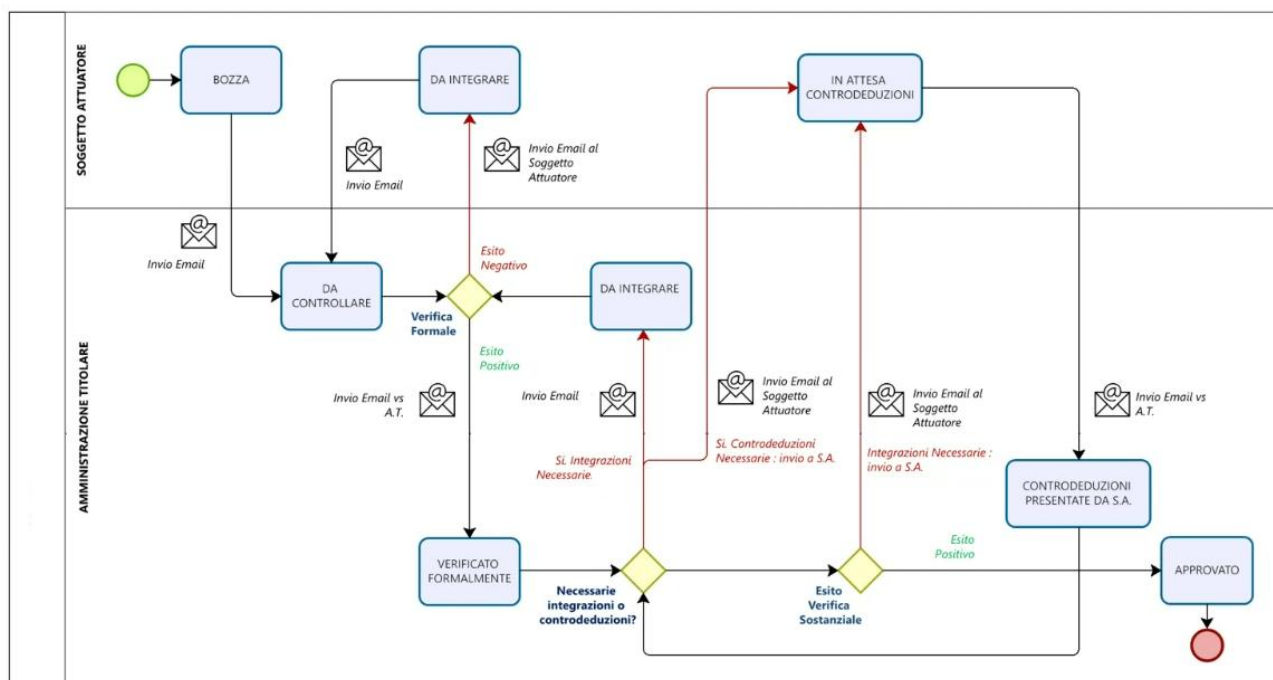 SOGGETTO ATTUATORE
BOZZA
DA INTEGRARE
IN ATTESA
CONTRODEDUZIONI
@
Invio Email
@
Invio Email al
Soggetto
Attuatore
@
Invio Email
AMMINISTRAZIONE TITOLARE
DA
CONTROLLARE
Esito
Negativo
Verifica
Formale
DA INTEGRARE
Esito
Positivo
Invio Email vs
A.T.
@
Invio Email
@
@
Invio Email al
Soggetto
Attuatore
@
Invio Email al
Soggetto
Attuatore
@
Invio Email vs
A.T.
Si. Integrazioni
Necessarie
Si. Controdeduzioni
Necessarie : invio a S.A.
Integrazioni Necessarie :
invio a S.A.
CONTRODEDUZIONI
PRESENTATE DA S.A.
VERIFICATO
FORMALMENTE
Necessarie
integrazioni o
controdeduzioni?
Esito
Verifica
Sostanziale
Esito
Positivo
APPROVATO